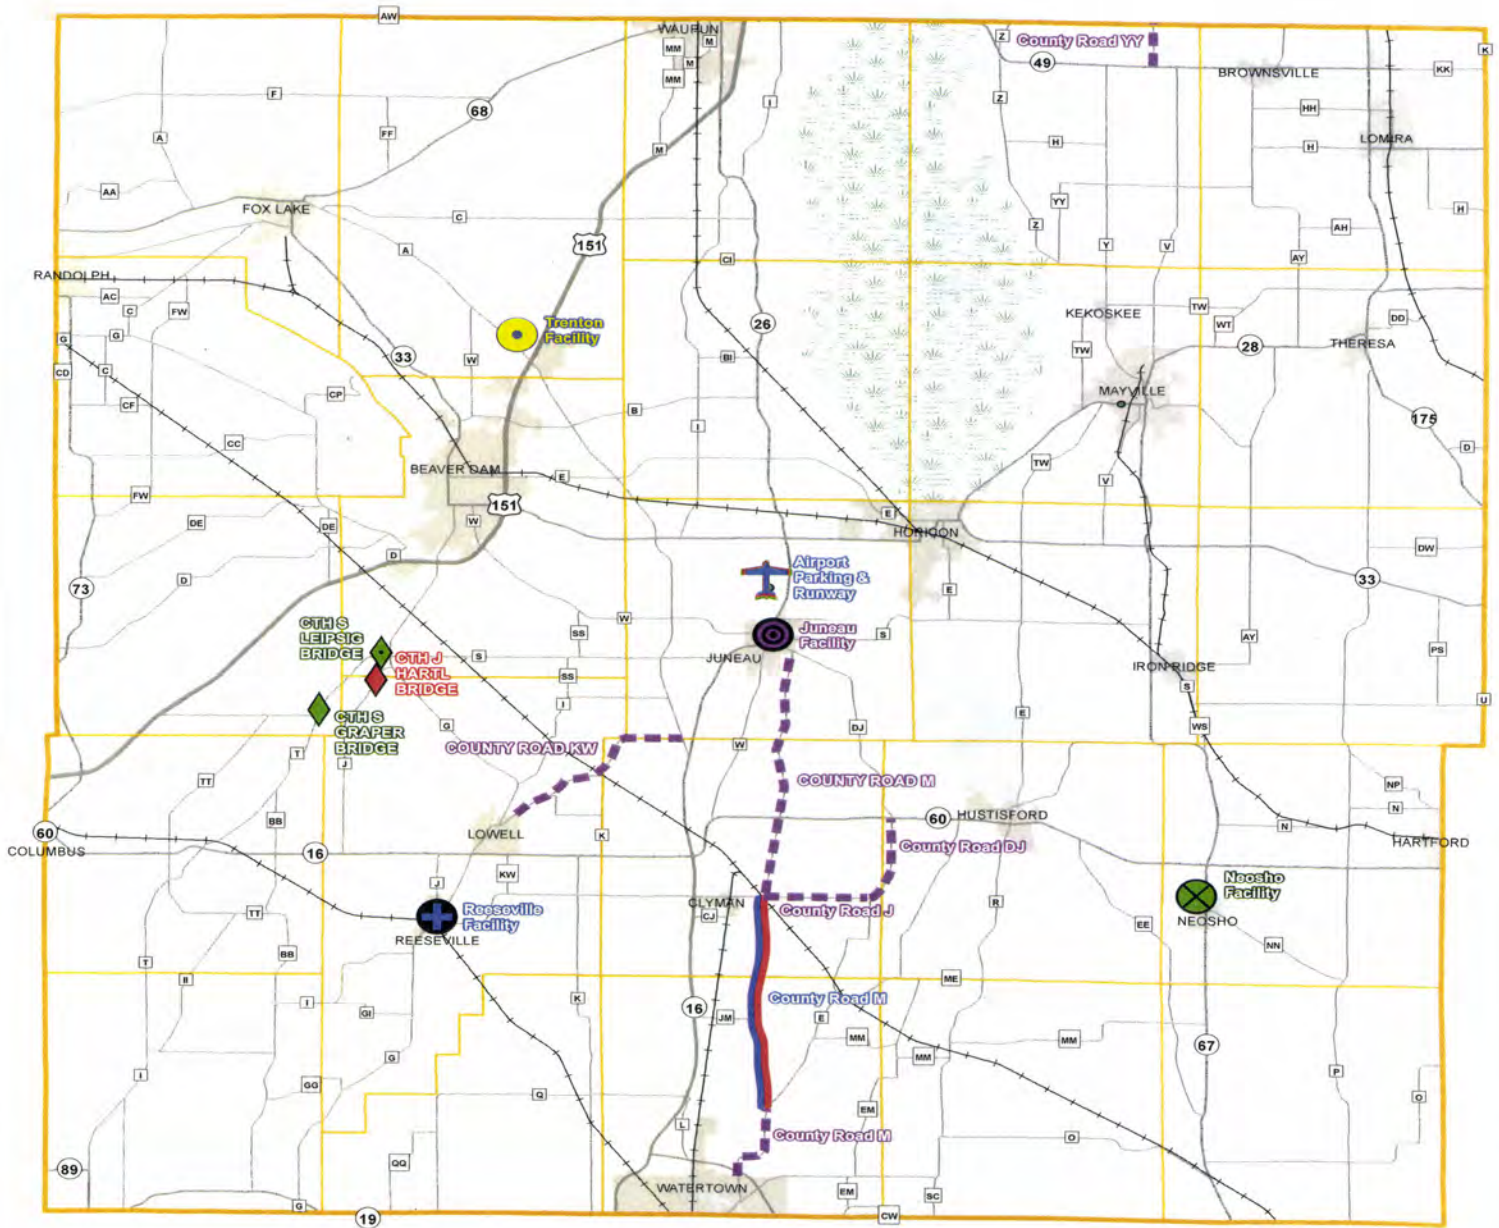 AW
WAUPUN
M
MM
M
MM
Z
County Road YY
49
K
KK
BROWNSVILLE
F
68
I
Z
HH
A
FF
LOMIRA
M
H
H
AA
FOX LAKE
C
YY
H
Z
AH
A
151
Y
V
CI
AY
RANDOLPH
AC
C
FW
TW
KEKOSKEE
DD
Trenton
Facility
26
WT
G
G
33
W
BI
TW
28
THERESA
CD
C
CP
MAYVILLE
CF
B
I
175
CC
D
BEAVER DAM
E
TW
V
FW
151
DE
DE
W
E
HORICON
D
DW
Airport
Parking &
Runway
33
D
73
E
CTH S
LEIPSIG
BRIDGE
W
SS
Juneau
Facility
S
AY
PS
CTH J
HARTL
BRIDGE
S
JUNEAU
IRON RIDGE
SS
S
I
U
CTH S
GRAPER
BRIDGE
G
E
DJ
WS
COUNTY ROAD KW
W
T
J
TT
COUNTY ROAD M
NP
N
BB
60
HUSTISFORD
N
60
COLUMBUS
LOWELL
K
HARTFORD
16
County Road DJ
KW
J
Neosho
Facility
CLYMAN
TT
Reeseville
Facility
CJ
County Road J
R
NEOSHO
EE
REESEVILLE
BB
NN
T
II
ME
I
K
County Road M
GI
16
JM
E
MM
MM
67
G
MM
I
GG
P
Q
O
EM
L
County Road M
O
QQ
89
WATERTOWN
EM
SC
G
19
CW